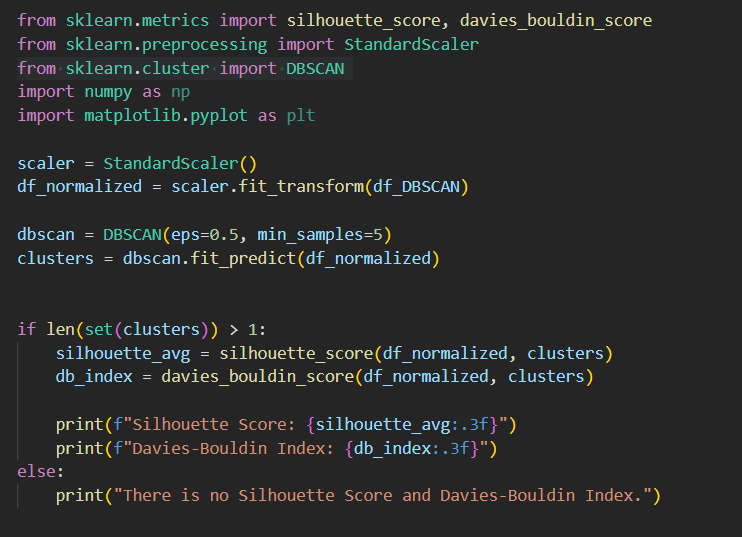 from sklearn.metrics import silhouette_score, davies_bouldin_score
from sklearn.preprocessing import StandardScaler
from sklearn.cluster import DBSCAN
import numpy as np
import matplotlib.pyplot as plt

scaler = StandardScaler()
df_normalized = scaler.fit_transform(df_DBSCAN)

dbscan = DBSCAN(eps=0.5, min_samples=5)
clusters = dbscan.fit_predict(df_normalized)


if len(set(clusters)) > 1:
    silhouette_avg = silhouette_score(df_normalized, clusters)
    db_index = davies_bouldin_score(df_normalized, clusters)

    print(f"Silhouette Score: {silhouette_avg:.3f}")
    print(f"Davies-Bouldin Index: {db_index:.3f}")
else:
    print("There is no Silhouette Score and Davies-Bouldin Index.")